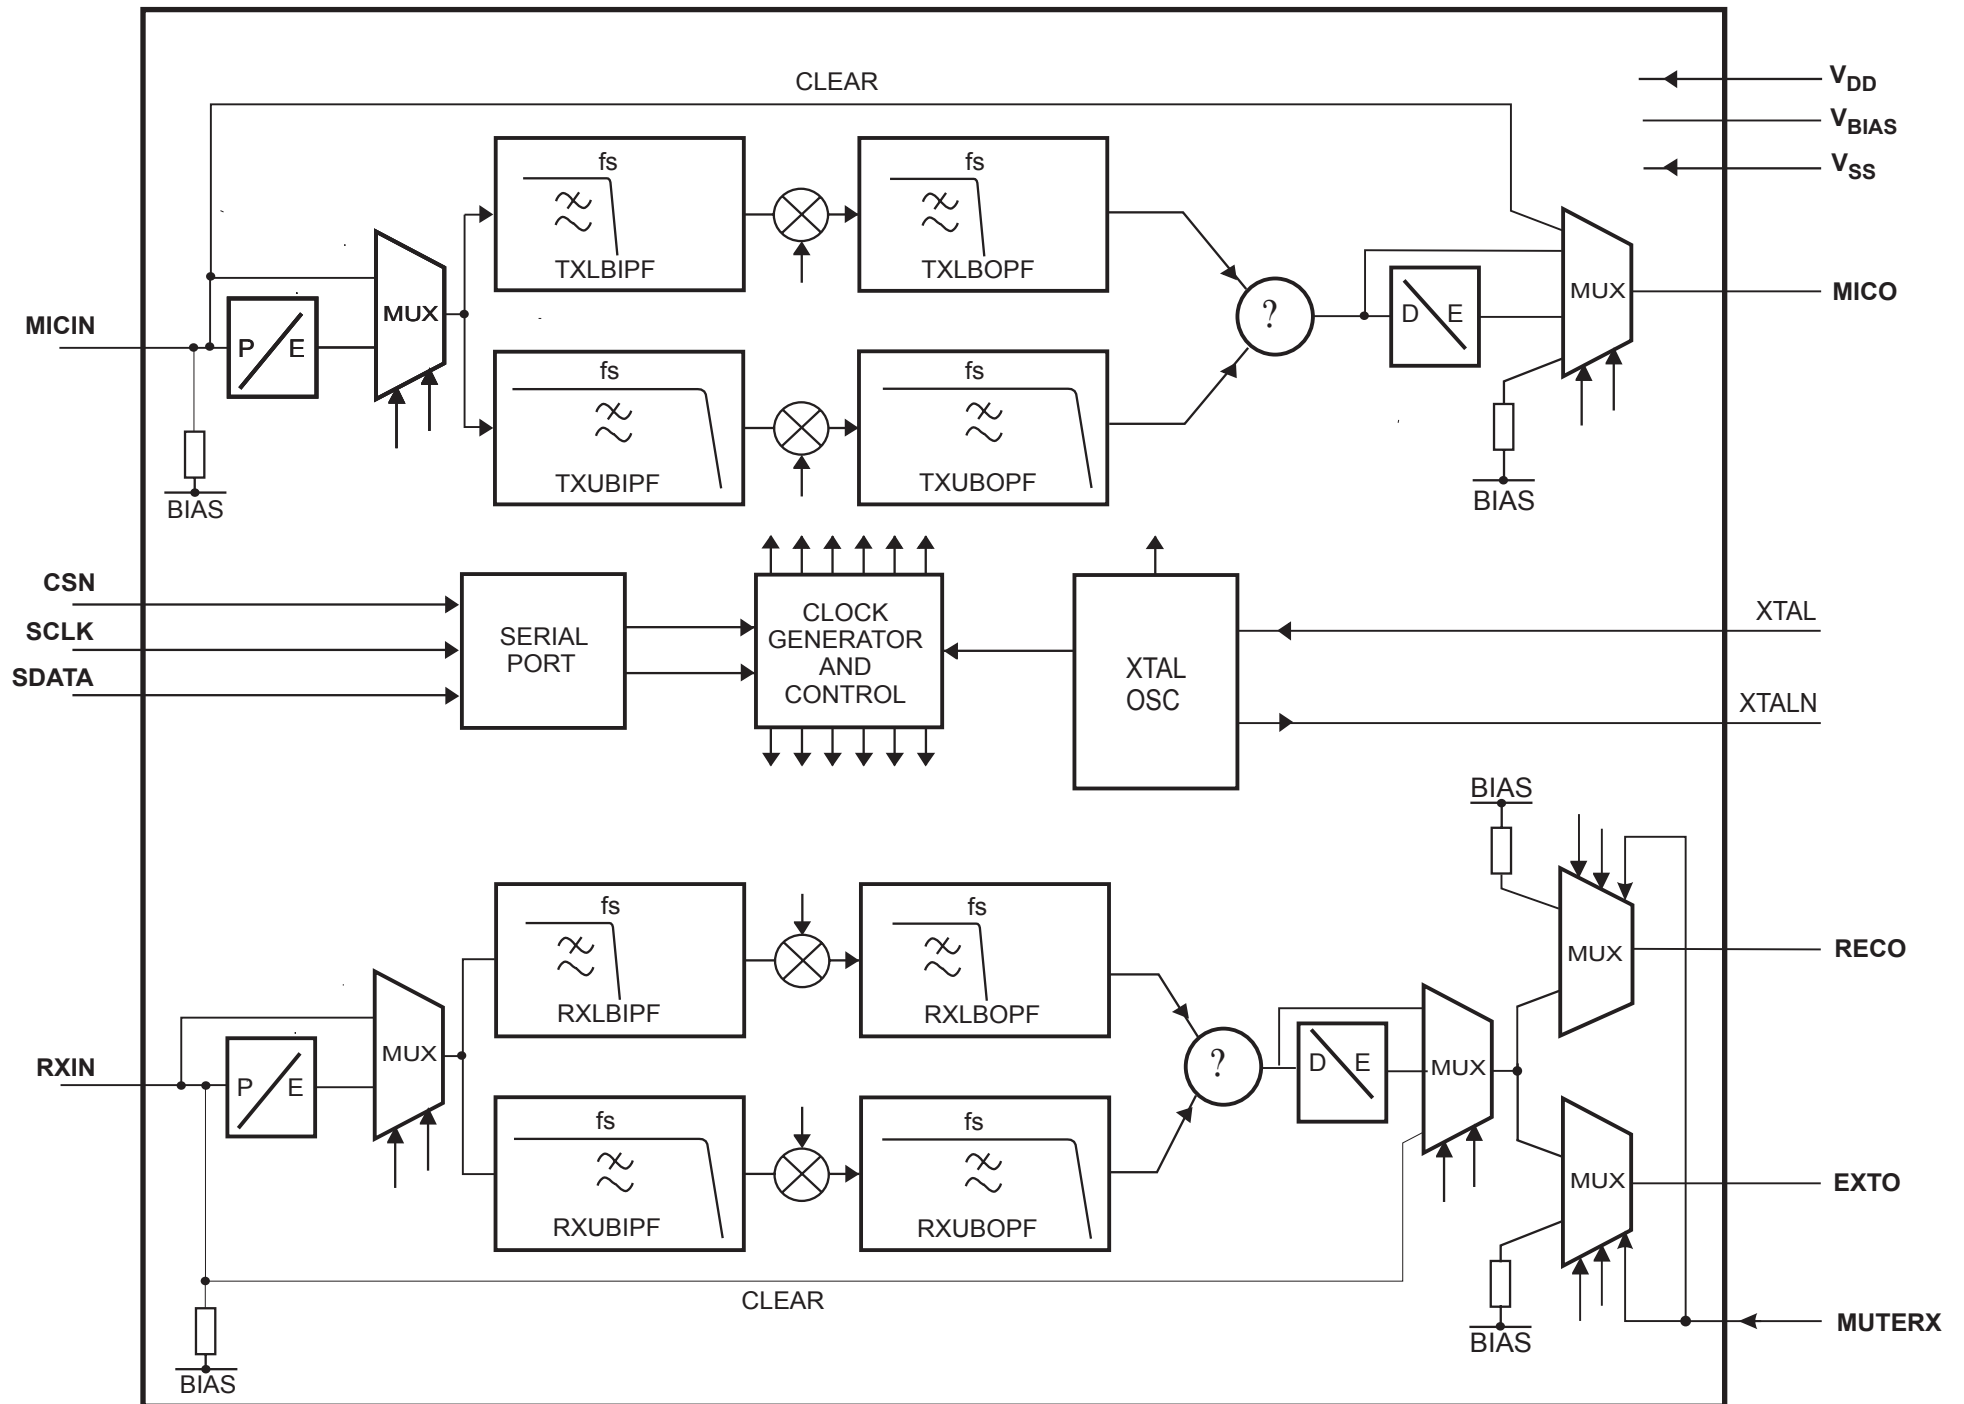 CLEAR
VDD
VBIAS
VSS
fs
TXLBIPF
fs
TXLBOPF
MICIN
P E
MUX
?
D E
MUX
MICO
fs
TXUBIPF
fs
TXUBOPF
BIAS
BIAS
CSN
SCLK
SDATA
SERIAL
PORT
CLOCK
GENERATOR
AND
CONTROL
XTAL
OSC
XTAL
XTALN
BIAS
fs
RXLBIPF
fs
RXLBOPF
MUX
RECO
RXIN
P E
MUX
?
D E
MUX
fs
RXUBIPF
fs
RXUBOPF
MUX
EXTO
CLEAR
BIAS
MUTERX
BIAS